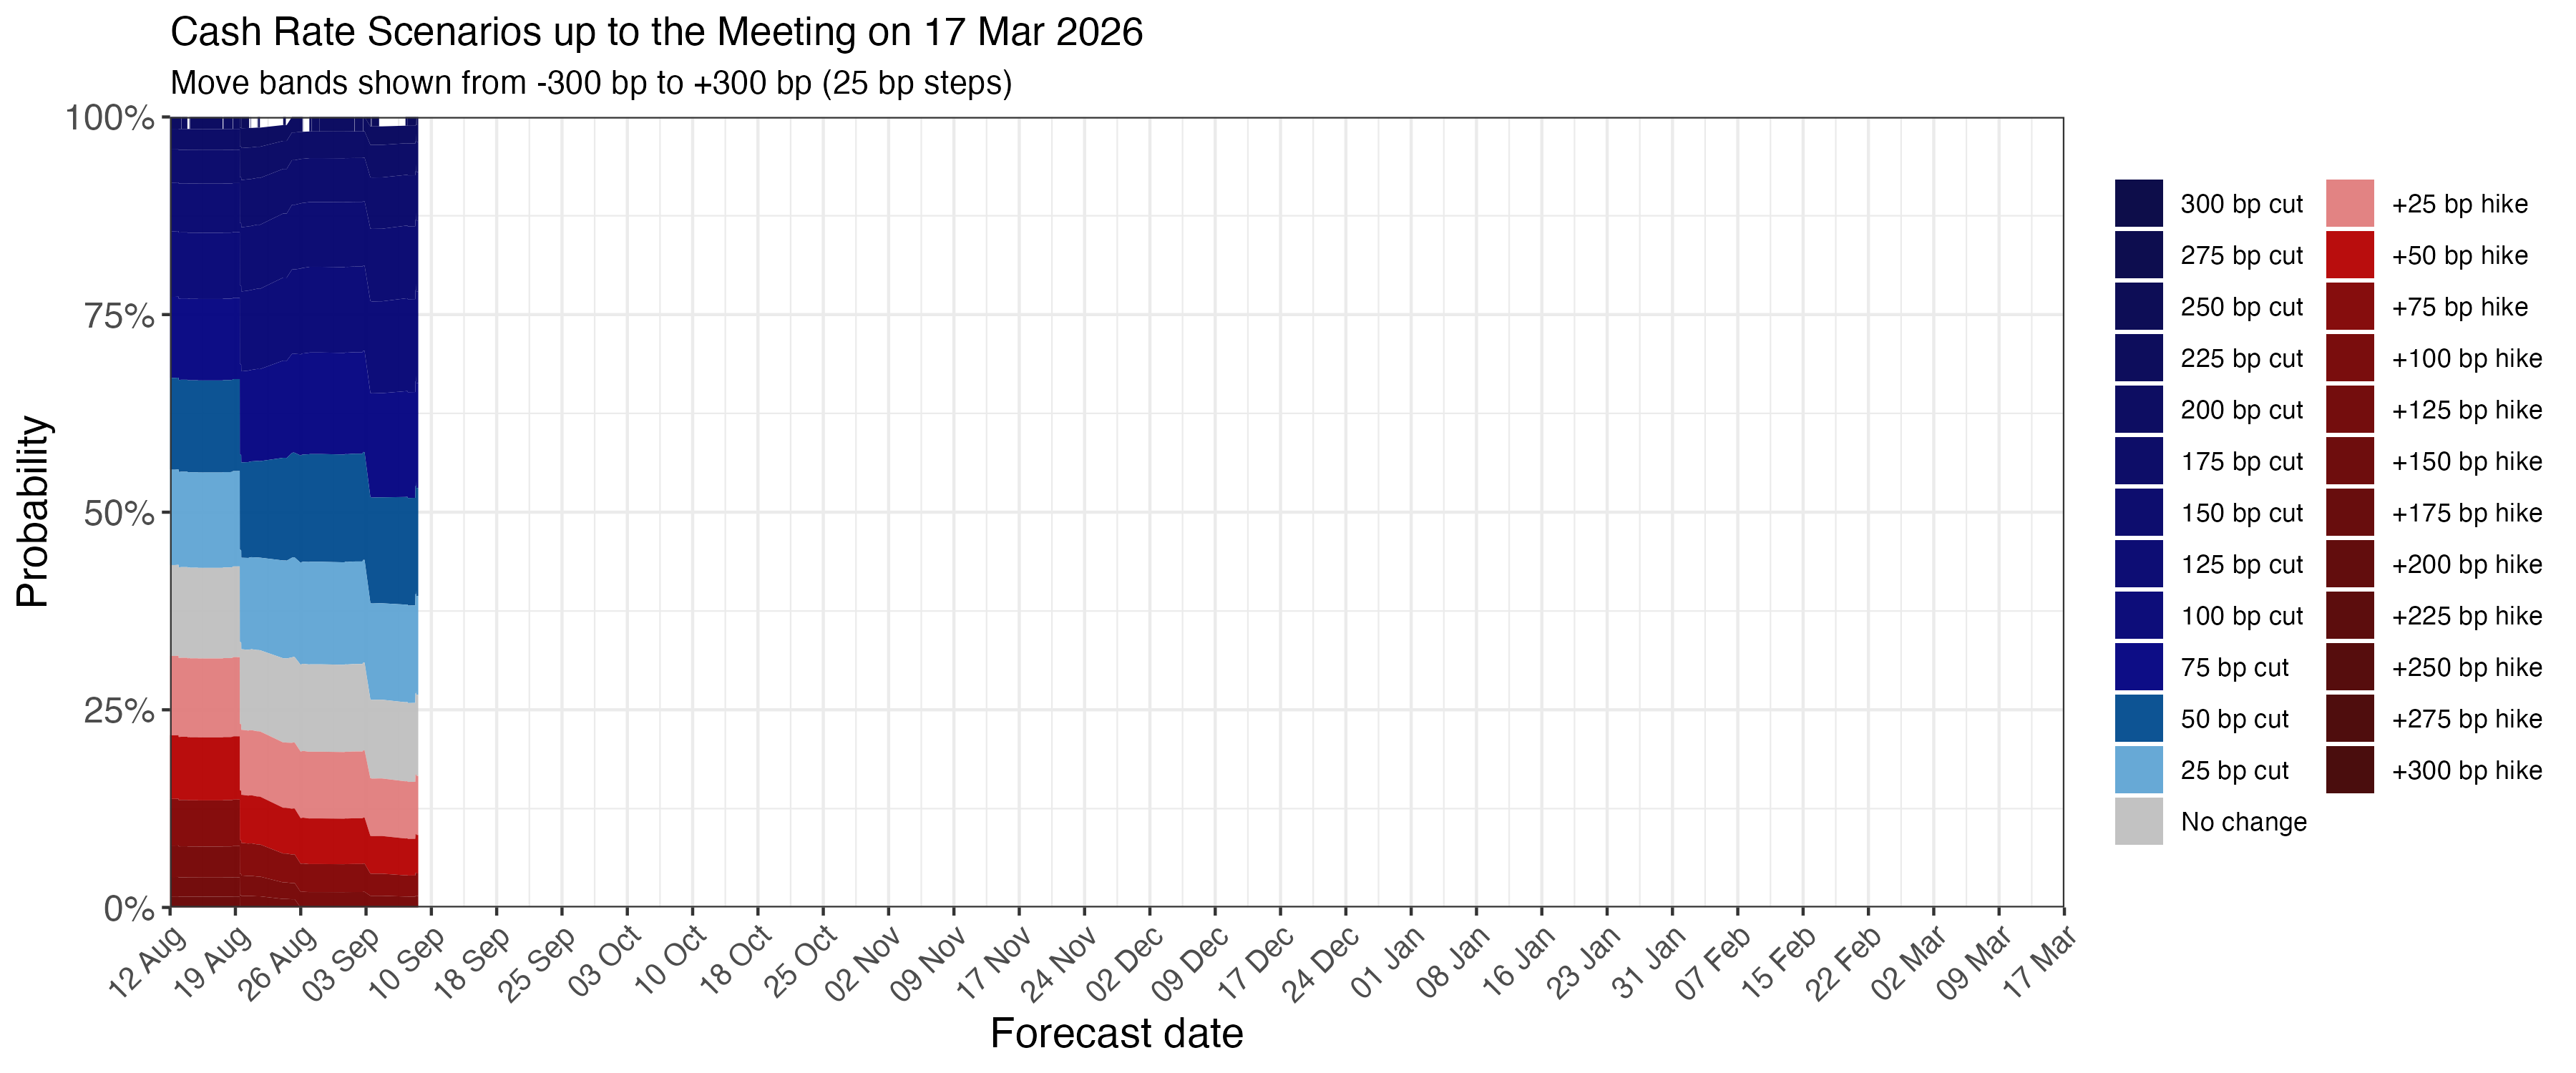 Cash Rate Scenarios up to the Meeting on 17 Mar 2026
Move bands shown from -300 bp to +300 bp (25 bp steps)
Probability
100%
75%
50%
25%
0%
12 Aug
19 Aug
26 Aug
03 Sep
10 Sep
18 Sep
25 Sep
03 Oct
10 Oct
18 Oct
25 Oct
02 Nov
09 Nov
17 Nov
24 Nov
02 Dec
09 Dec
17 Dec
24 Dec
01 Jan
08 Jan
16 Jan
23 Jan
31 Jan
07 Feb
15 Feb
22 Feb
02 Mar
09 Mar
17 Mar
Forecast date
300 bp cut
275 bp cut
250 bp cut
225 bp cut
200 bp cut
175 bp cut
150 bp cut
125 bp cut
100 bp cut
75 bp cut
50 bp cut
25 bp cut
No change
+25 bp hike
+50 bp hike
+75 bp hike
+100 bp hike
+125 bp hike
+150 bp hike
+175 bp hike
+200 bp hike
+225 bp hike
+250 bp hike
+275 bp hike
+300 bp hike